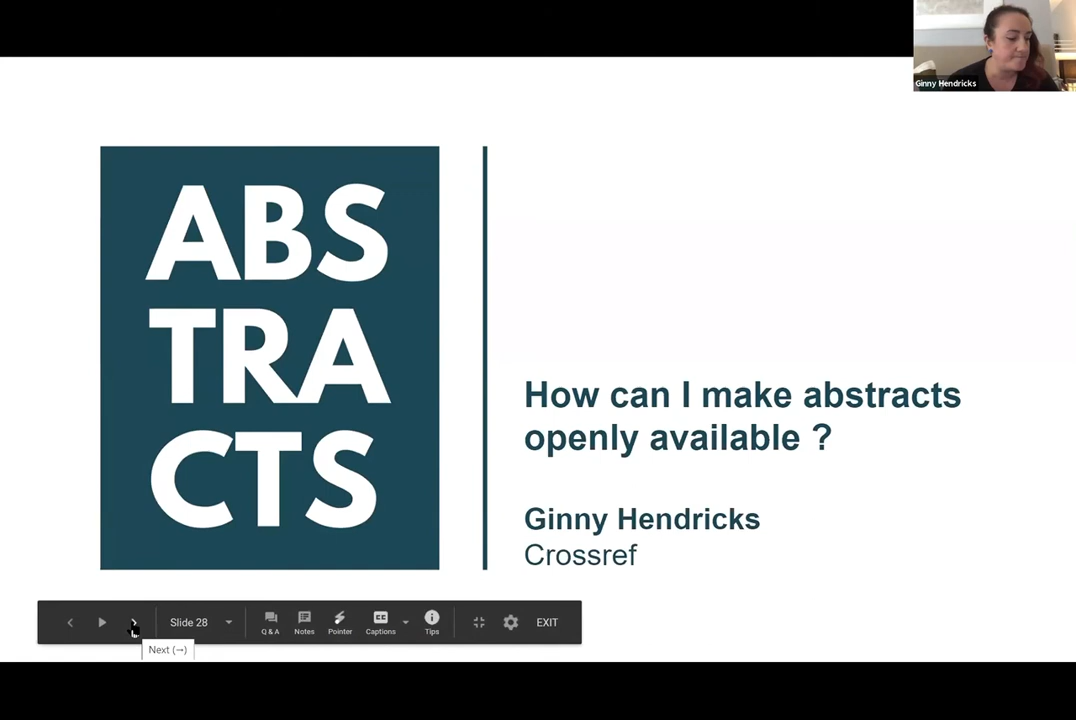 Ginny Hendricks
ABS
TRA
CTS
How can I make abstracts
openly available ?
Ginny Hendricks
Crossref
Slide 28
Q & A
Notes
Pointer
CC
Captions
Tips
EXIT
Next (→)